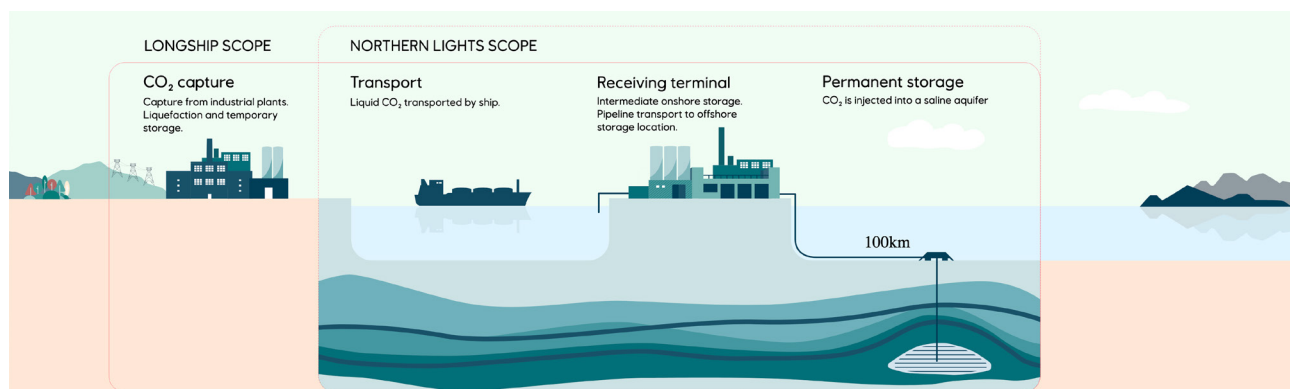 LONGSHIP SCOPE
NORTHERN LIGHTS SCOPE
CO₂ capture
Capture from industrial plants.
Liquefaction and temporary
storage.
Transport
Liquid CO₂ transported by ship.
Receiving terminal
Intermediate onshore storage.
Pipeline transport to offshore
storage location.
Permanent storage
CO₂ is injected into a saline aquifer
100km